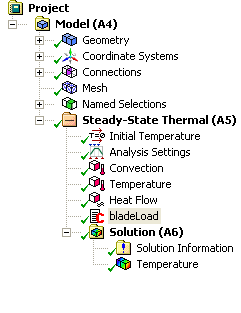 Project
Model (A4)
Geometry
Coordinate Systems
Connections
Mesh
Named Selections
Steady-State Thermal (A5)
T=0 Initial Temperature
Analysis Settings
Convection
Temperature
Heat Flow
bladeLoad
Solution (A6)
Solution Information
Temperature